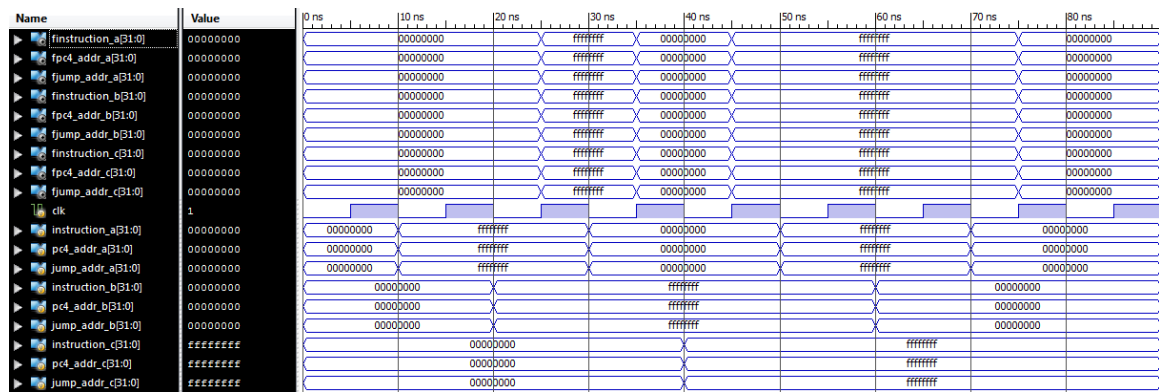 Name Value 0 ns 10 ns 20 ns 30 ns 40 ns 50 ns 60 ns 70 ns 80 ns
finstruction_a[31:0] 00000000 00000000 ffffffff 00000000 ffffffff 00000000
fpc4_addr_a[31:0] 00000000 00000000 ffffffff 00000000 ffffffff 00000000
fjump_addr_a[31:0] 00000000 00000000 ffffffff 00000000 ffffffff 00000000
finstruction_b[31:0] 00000000 00000000 ffffffff 00000000 ffffffff 00000000
fpc4_addr_b[31:0] 00000000 00000000 ffffffff 00000000 ffffffff 00000000
fjump_addr_b[31:0] 00000000 00000000 ffffffff 00000000 ffffffff 00000000
finstruction_c[31:0] 00000000 00000000 ffffffff 00000000 ffffffff 00000000
fpc4_addr_c[31:0] 00000000 00000000 ffffffff 00000000 ffffffff 00000000
fjump_addr_c[31:0] 00000000 00000000 ffffffff 00000000 ffffffff 00000000
clk 1
instruction_a[31:0] 00000000 00000000 ffffffff 00000000 ffffffff 00000000
pc4_addr_a[31:0] 00000000 00000000 ffffffff 00000000 ffffffff 00000000
jump_addr_a[31:0] 00000000 00000000 ffffffff 00000000 ffffffff 00000000
instruction_b[31:0] 00000000 00000000 ffffffff 00000000
pc4_addr_b[31:0] 00000000 00000000 ffffffff 00000000
jump_addr_b[31:0] 00000000 00000000 ffffffff 00000000
instruction_c[31:0] ffffffff 00000000 ffffffff
pc4_addr_c[31:0] ffffffff 00000000 ffffffff
jump_addr_c[31:0] ffffffff 00000000 ffffffff